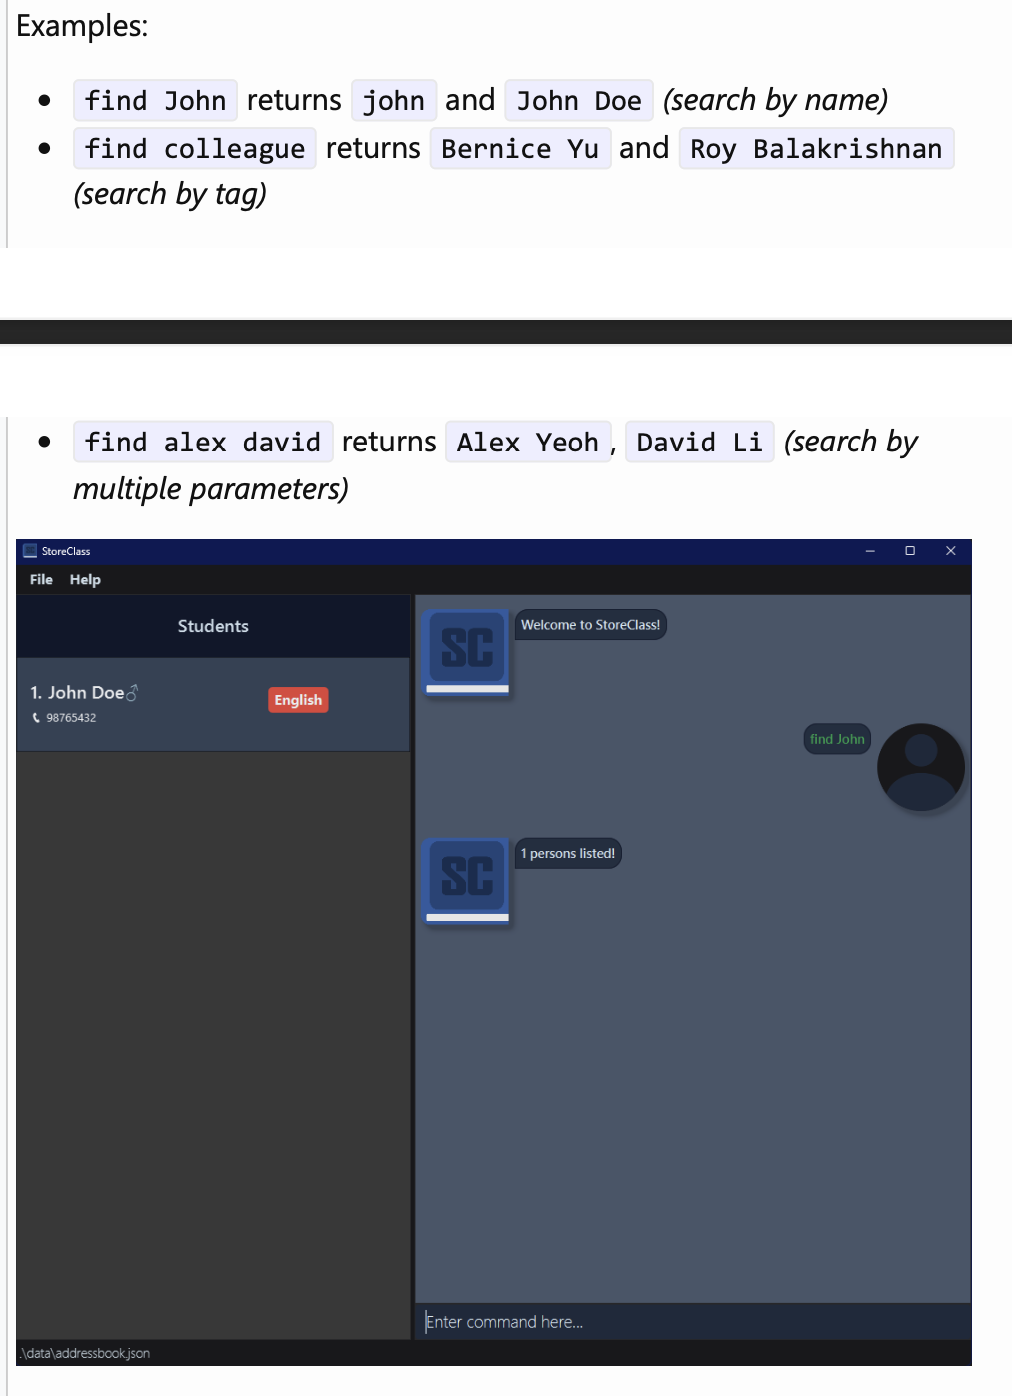 Examples:
find John returns john and John Doe (search by name)
find colleague returns Bernice Yu and Roy Balakrishnan
(search by tag)
find alex david returns Alex Yeoh, David Li (search by
multiple parameters)
StoreClass
File Help
Students
1. John Doe♂
98765432
English
SC
Welcome to StoreClass!
find John
SC
1 persons listed!
Enter command here...
.\data\addressbook.json